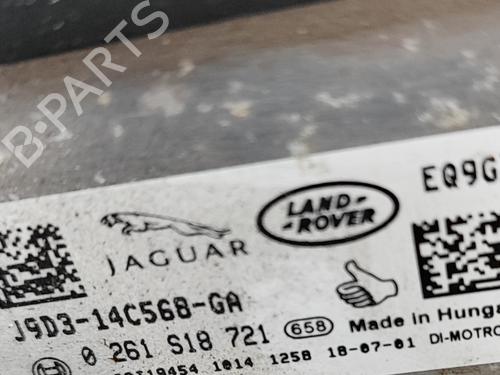 B-PARTS
EQ9G
LAND-
ROVER
JAGUAR
J9D3-14C568-GA
0 261 S18 721 658 Made in Hunga
19454 1014 1258 18-07-01 DI-MOTRO